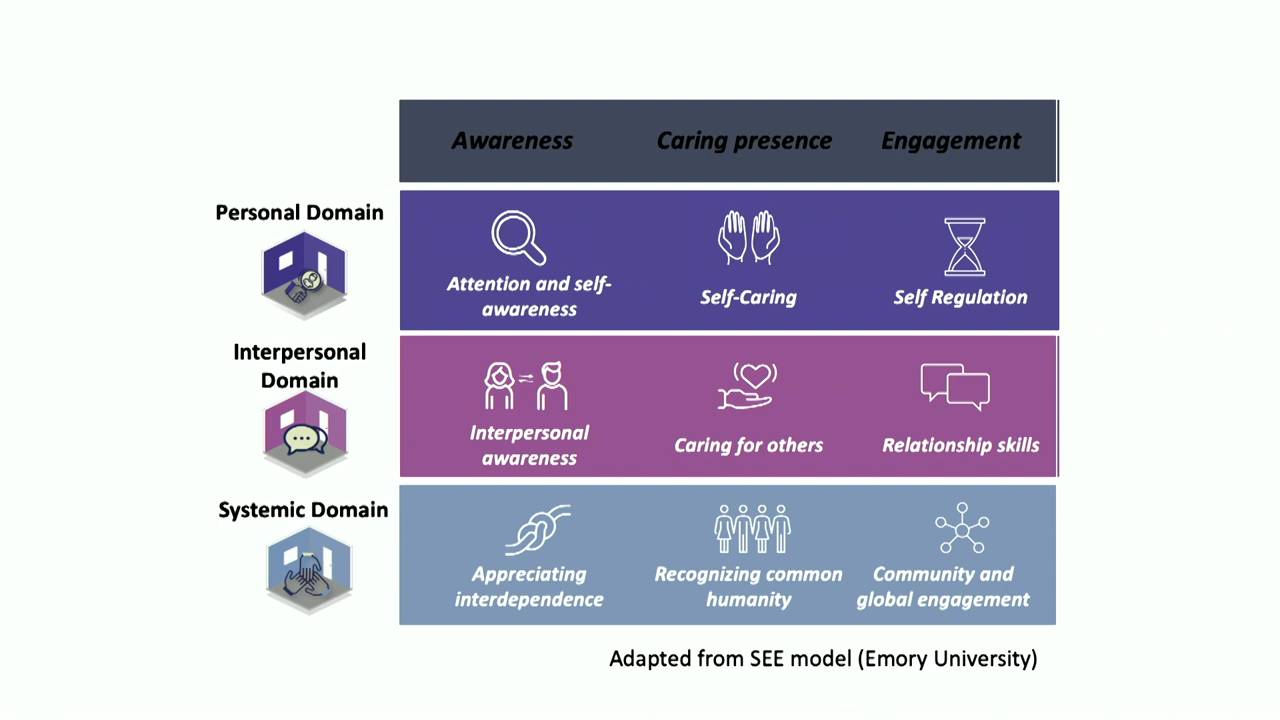 Awareness Caring presence Engagement
Personal Domain
Attention and self-
awareness
Self-Caring
Self Regulation
Interpersonal
Domain
Interpersonal
awareness
Caring for others
Relationship skills
Systemic Domain
Appreciating
interdependence
Recognizing common
humanity
Community and
global engagement
Adapted from SEE model (Emory University)